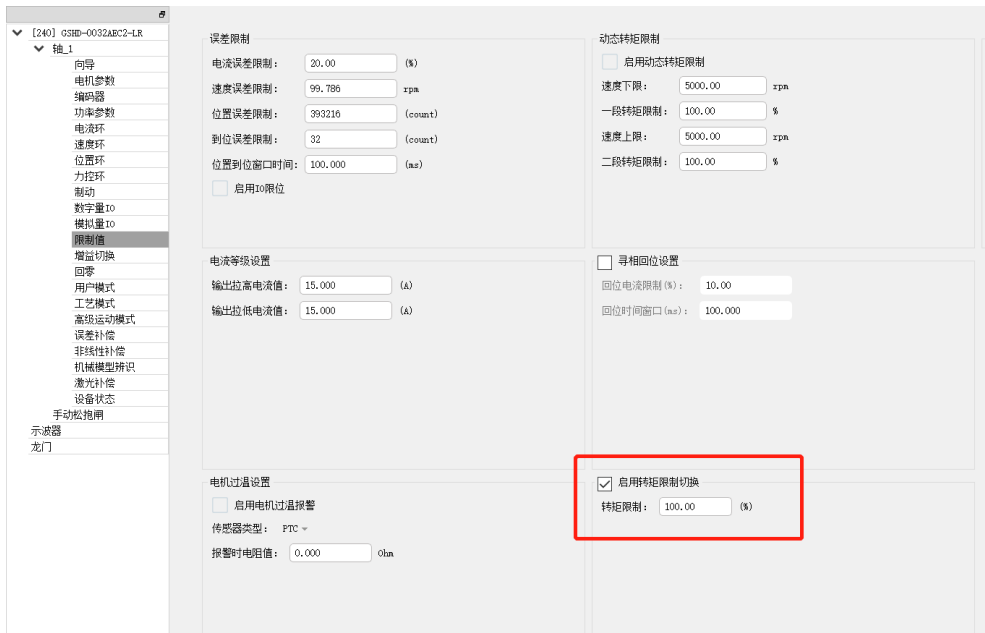 [240] GSHD-0032AEC2-LR
轴_1
向导
电机参数
编码器
功率参数
电流环
速度环
位置环
力控环
制动
数字量IO
模拟量IO
限制值
增益切换
回零
用户模式
工艺模式
高级运动模式
误差补偿
非线性补偿
机械模型辨识
激光补偿
设备状态
手动松抱闸
示波器
龙门
误差限制
电流误差限制: 20.00 (%)
速度误差限制: 99.786 rpm
位置误差限制: 393216 (count)
到位误差限制: 32 (count)
位置到位窗口时间: 100.000 (ms)
启用IO限位
动态转矩限制
启用动态转矩限制
速度下限: 5000.00 rpm
一段转矩限制: 100.00 %
速度上限: 5000.00 rpm
二段转矩限制: 100.00 %
电流等级设置
输出拉高电流值: 15.000 (A)
输出拉低电流值: 15.000 (A)
寻相回位设置
回位电流限制(%): 10.00
回位时间窗口(ms): 100.000
电机过温设置
启用电机过温报警
传感器类型: PTC
报警时电阻值: 0.000 Ohm
启用转矩限制切换
转矩限制: 100.00 (%)